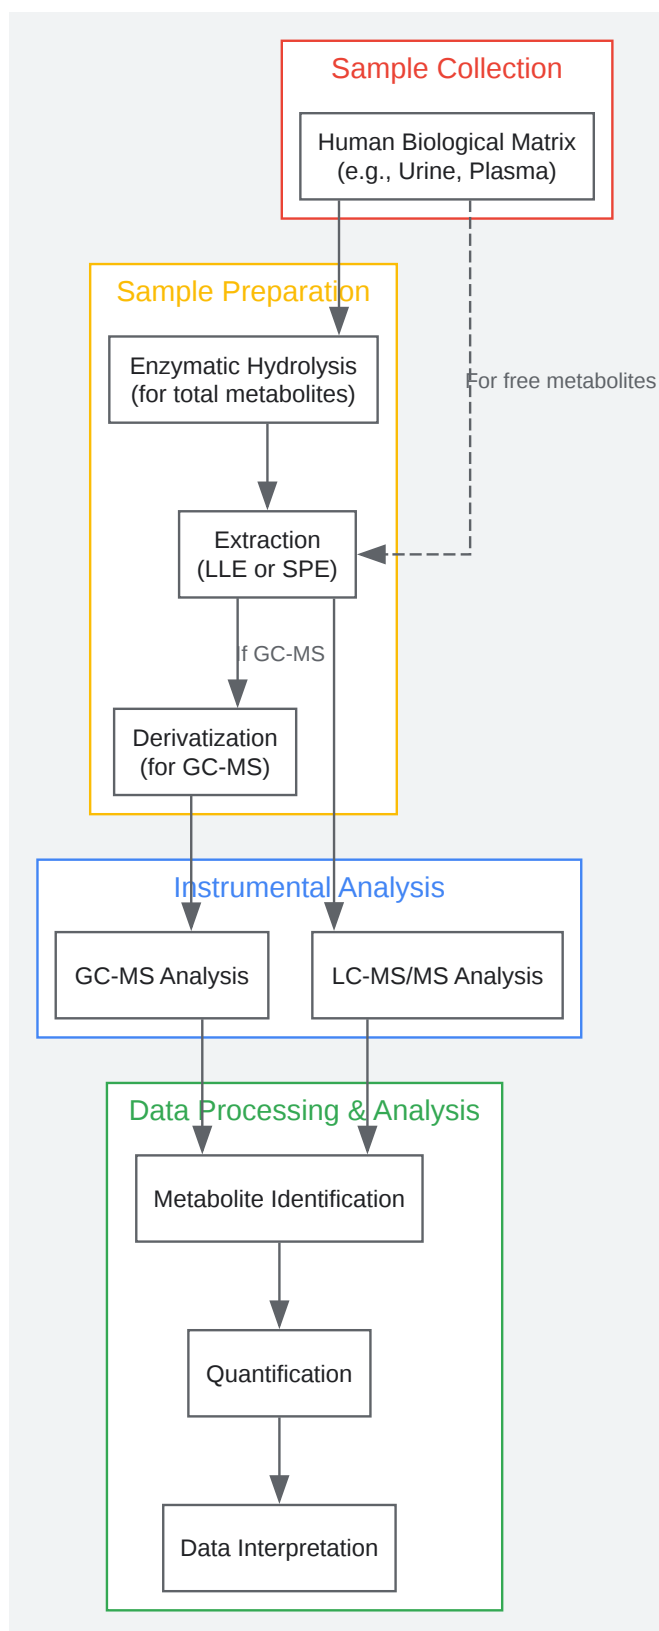 Sample Collection
Human Biological Matrix
(e.g., Urine, Plasma)
Sample Preparation
Enzymatic Hydrolysis
(for total metabolites)
For free metabolites
Extraction
(LLE or SPE)
If GC-MS
Derivatization
(for GC-MS)
Instrumental Analysis
GC-MS Analysis
LC-MS/MS Analysis
Data Processing & Analysis
Metabolite Identification
Quantification
Data Interpretation